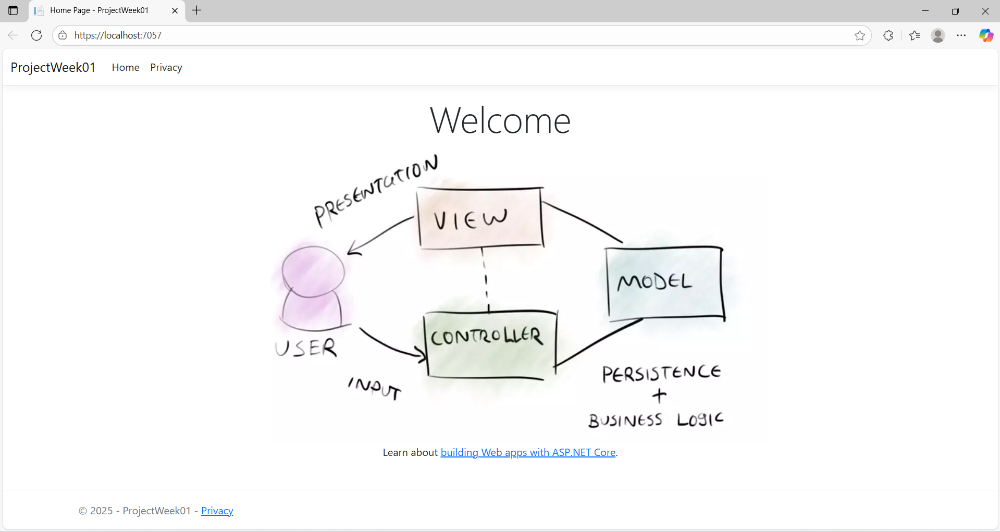 Home Page - ProjectWeek01
https://localhost:7057
ProjectWeek01 Home Privacy
Welcome
PRESENTATION
VIEW
MODEL
CONTROLLER
USER
INPUT
PERSISTENCE
+
BUSINESS LOGIC
Learn about building Web apps with ASP.NET Core.
© 2025 - ProjectWeek01 - Privacy